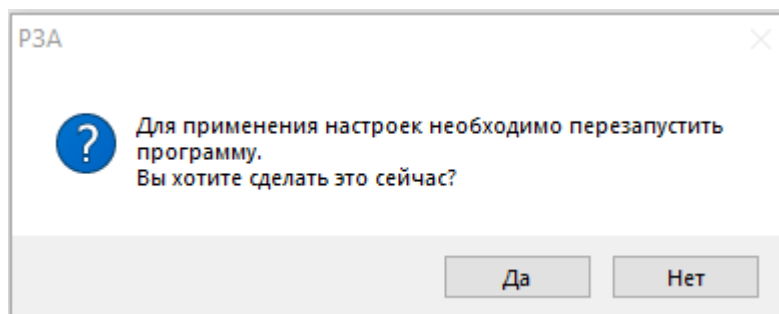 РЗА
Для применения настроек необходимо перезапустить
программу.
Вы хотите сделать это сейчас?
Да
Нет